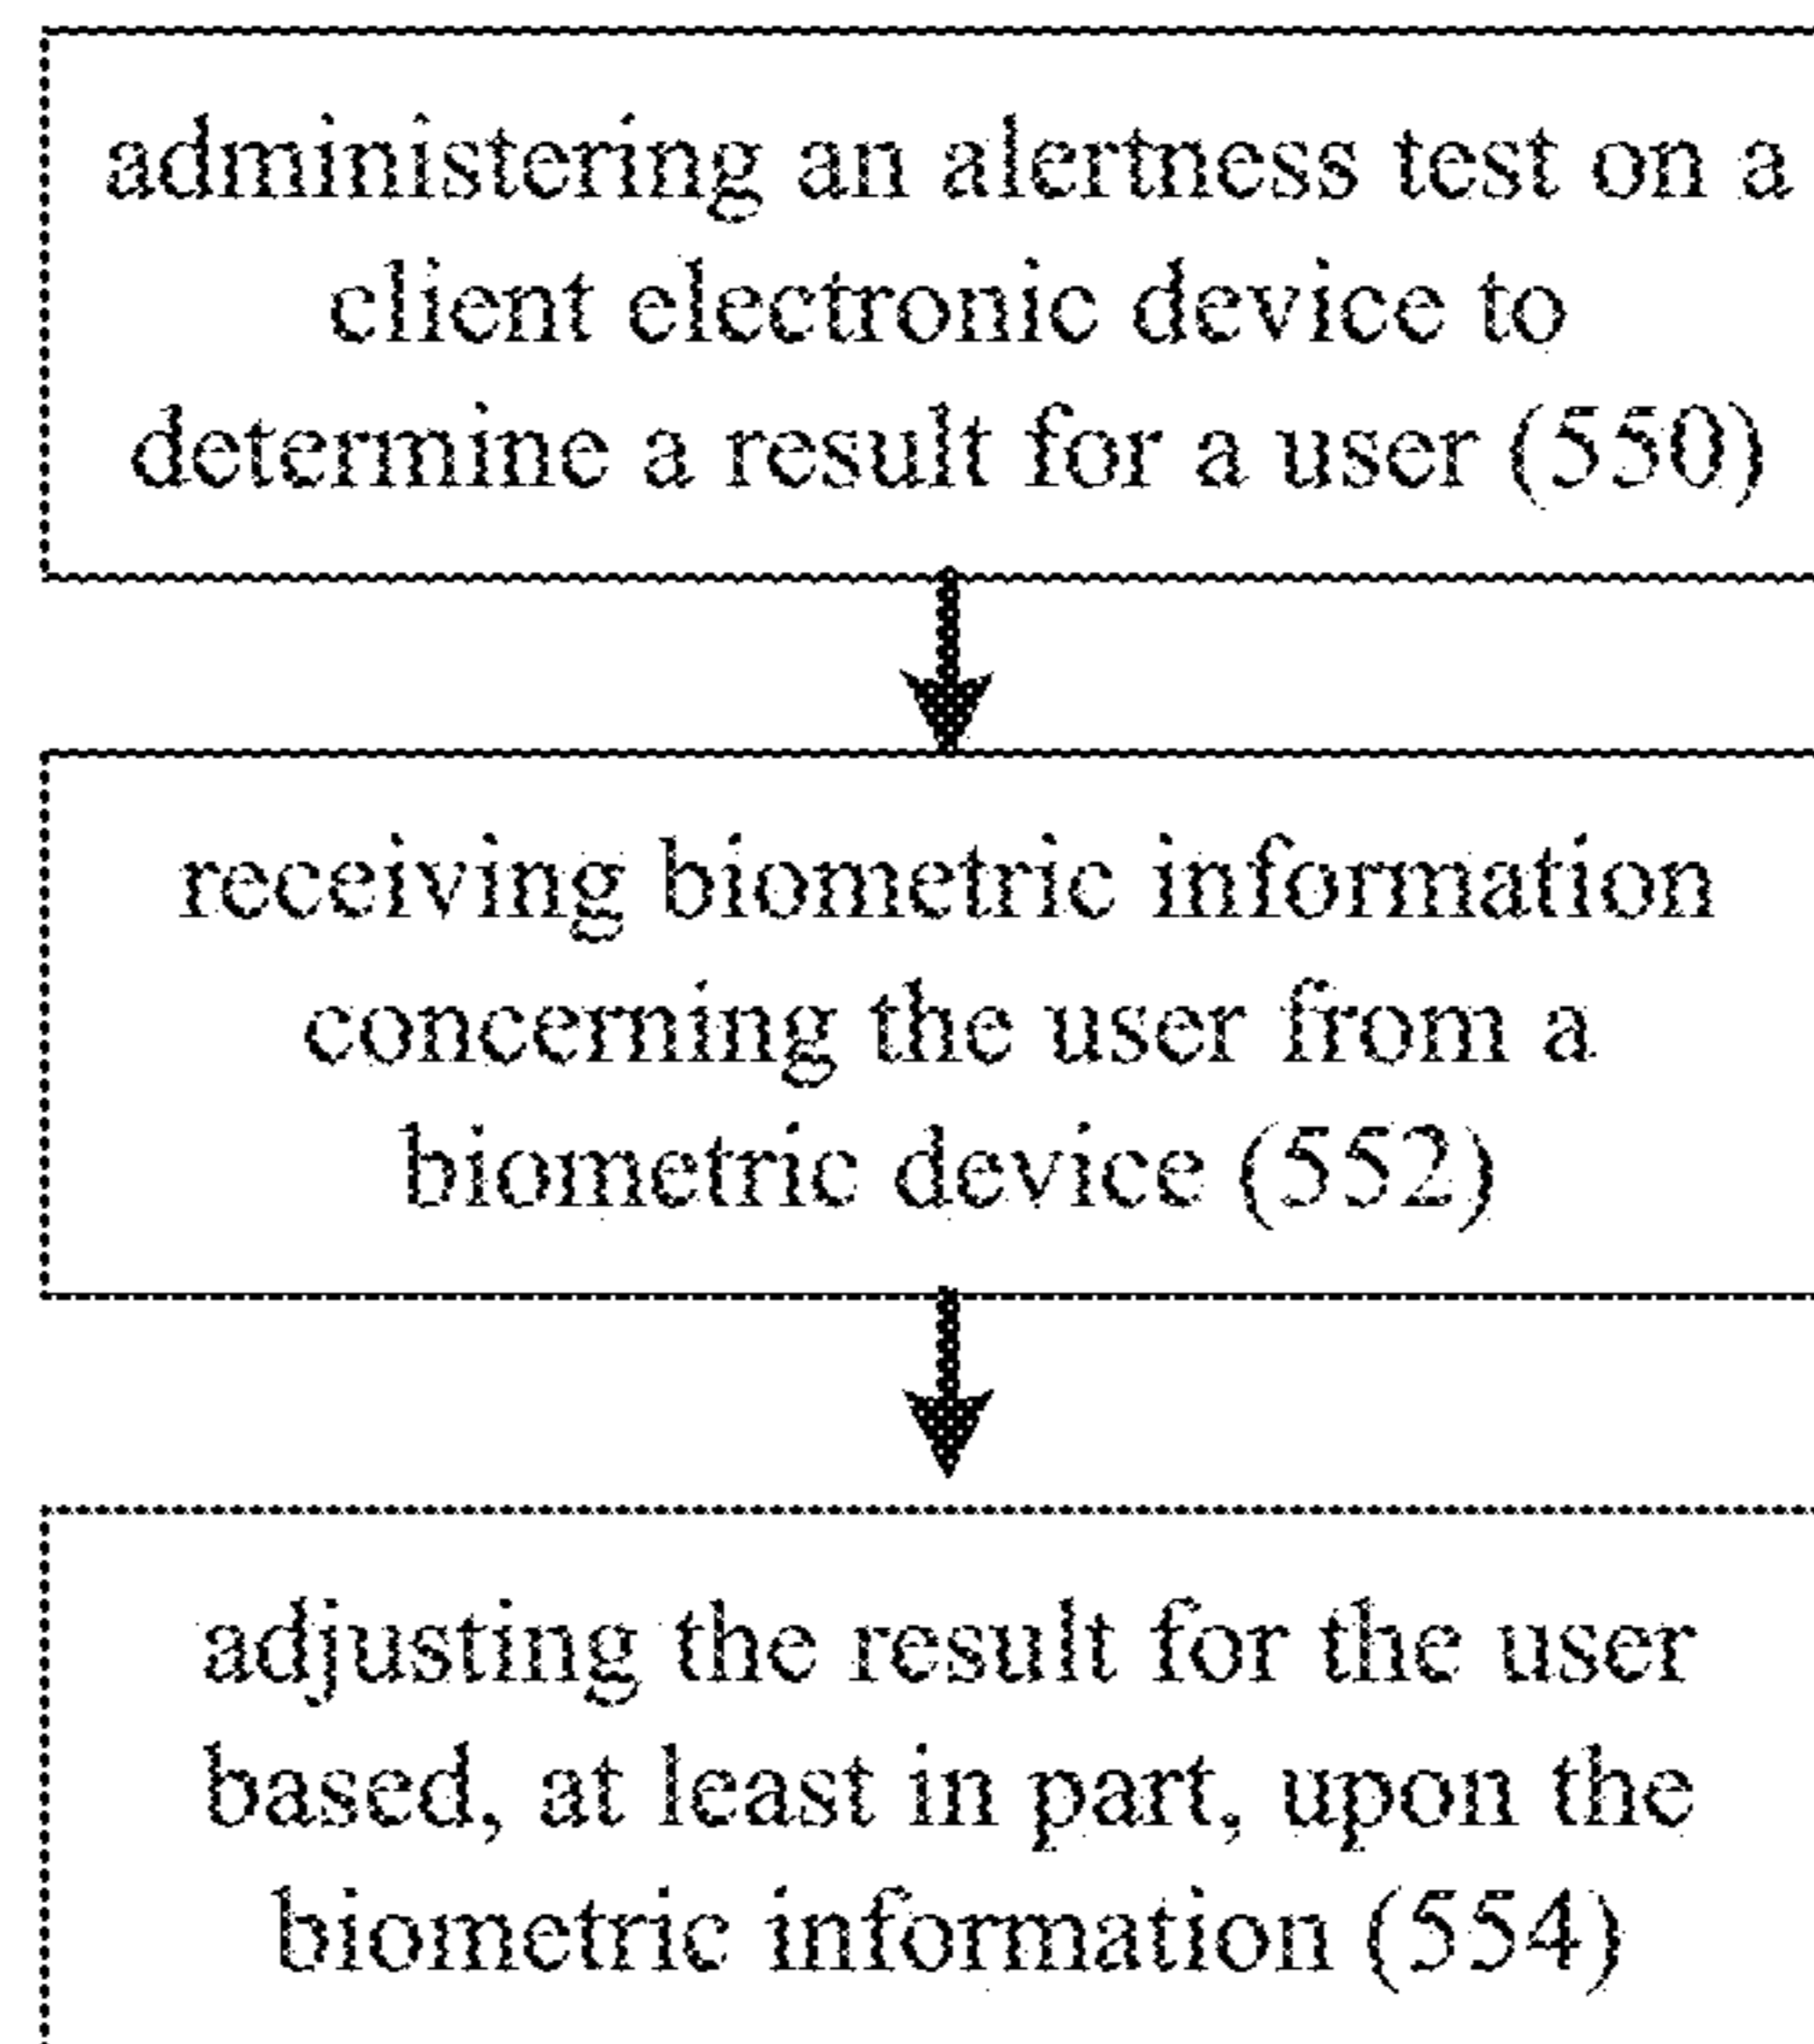 administering an alertness test on a
client electronic device to
determine a result for a user (550)
receiving biometric information
concerning the user from a
biometric device (552)
adjusting the result for the user
based, at least in part, upon the
biometric information (554)